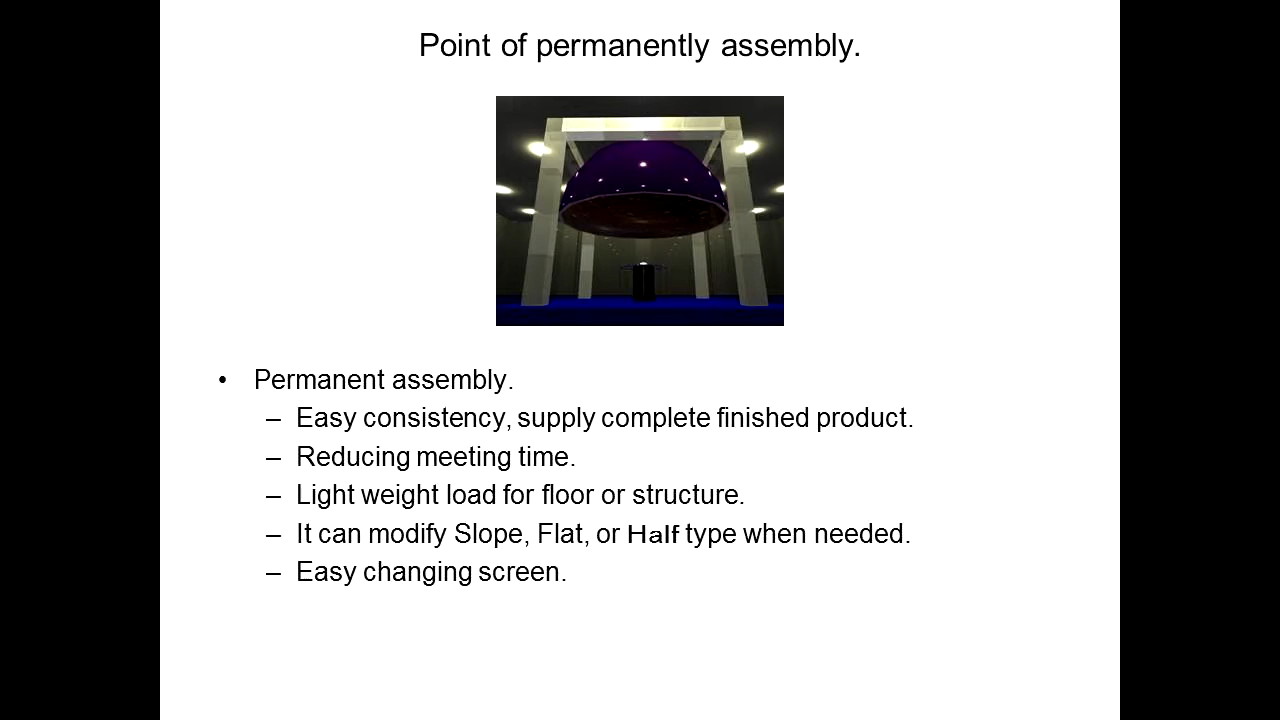 Point of permanently assembly.
• Permanent assembly.
– Easy consistency, supply complete finished product.
– Reducing meeting time.
– Light weight load for floor or structure.
– It can modify Slope, Flat, or Half type when needed.
– Easy changing screen.